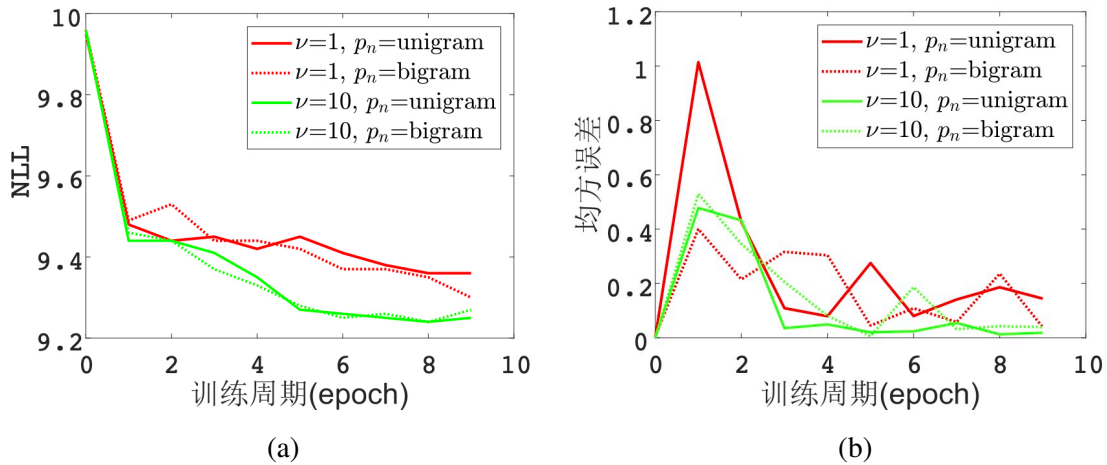 10
9.8
9.6
9.4
9.2
NLL
0 2 4 6 8 10
训练周期(epoch)
ν=1, pₙ=unigram
ν=1, pₙ=bigram
ν=10, pₙ=unigram
ν=10, pₙ=bigram
(a)
1.2
1
0.8
0.6
0.4
0.2
0
均方误差
0 2 4 6 8 10
训练周期(epoch)
ν=1, pₙ=unigram
ν=1, pₙ=bigram
ν=10, pₙ=unigram
ν=10, pₙ=bigram
(b)